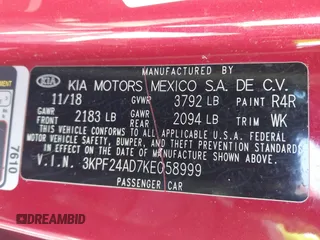 MANUFACTURED BY
KIA KIA MOTORS MEXICO S.A. DE C.V.
11/18 GVWR 3792 LB PAINT R4R
GAWR FRONT 2183 LB GAWR REAR 2094 LB TRIM WK
THIS VEHICLE CONFORMS TO ALL APPLICABLE U.S. FEDERAL
MOTOR VEHICLE SAFETY, BUMPER, AND THEFT PREVENTION
STANDARDS IN EFFECT ON THE DATE OF MANUFACTURE
SHOWN ABOVE.
V.I.N. 3KPF24AD7KE058999
PASSENGER CAR
7610
©DREAMBID